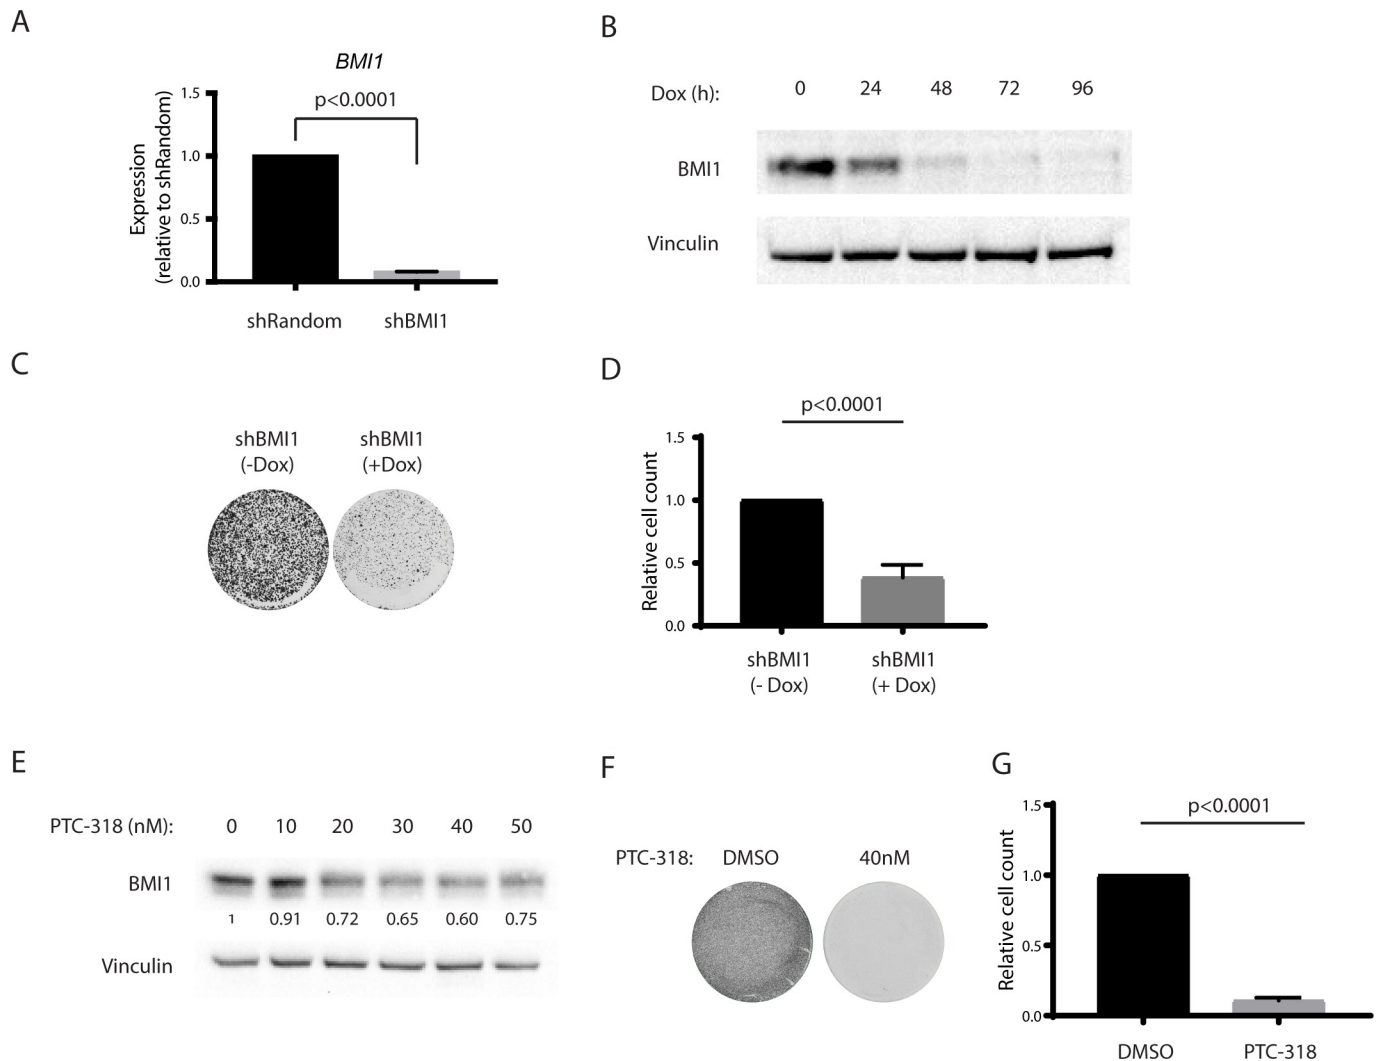 A
BMI1
p<0.0001
Expression
(relative to shRandom)
1.5
1.0
0.5
0.0
shRandom shBMI1
B
Dox (h): 0 24 48 72 96
BMI1
Vinculin
C
shBMI1 shBMI1
(-Dox) (+Dox)
D
p<0.0001
Relative cell count
1.5
1.0
0.5
0.0
shBMI1 shBMI1
(- Dox) (+ Dox)
E
PTC-318 (nM): 0 10 20 30 40 50
BMI1
1 0.91 0.72 0.65 0.60 0.75
Vinculin
F
PTC-318: DMSO 40nM
G
p<0.0001
Relative cell count
1.5
1.0
0.5
0.0
DMSO PTC-318